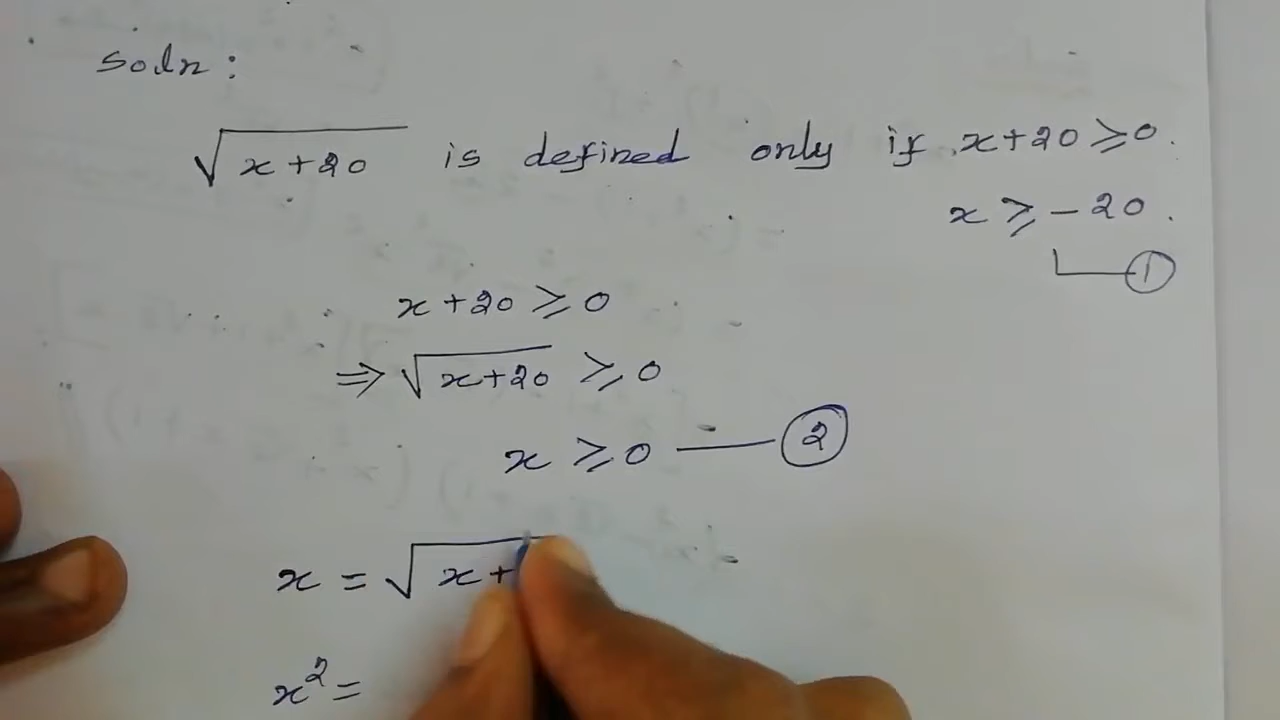 Soln:
√x+20 is defined only if x+20 ≥ 0.
x ≥ -20.
①
x+20 ≥ 0
⇒ √x+20 ≥ 0
x ≥ 0 — ②
x = √x+
x² =